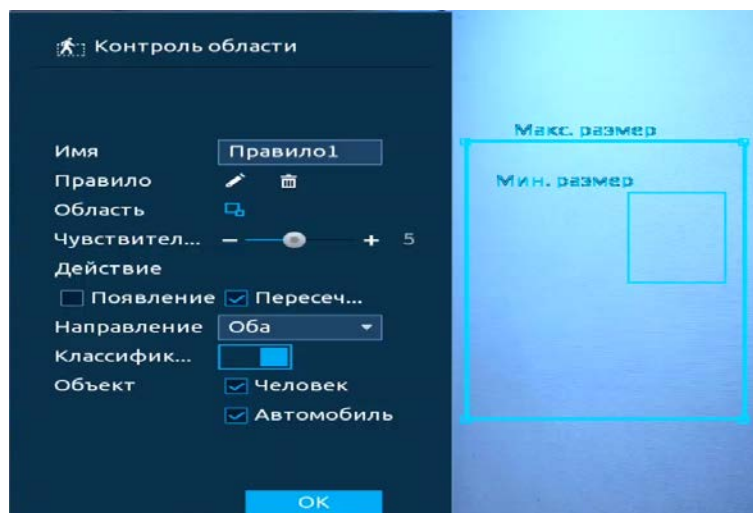 Контроль области
Макс. размер
Мин. размер
Имя Правило1
Правило
Область
Чувствител... 5
Действие
Появление Пересеч...
Направление Оба
Классифик...
Объект Человек
Автомобиль
OK